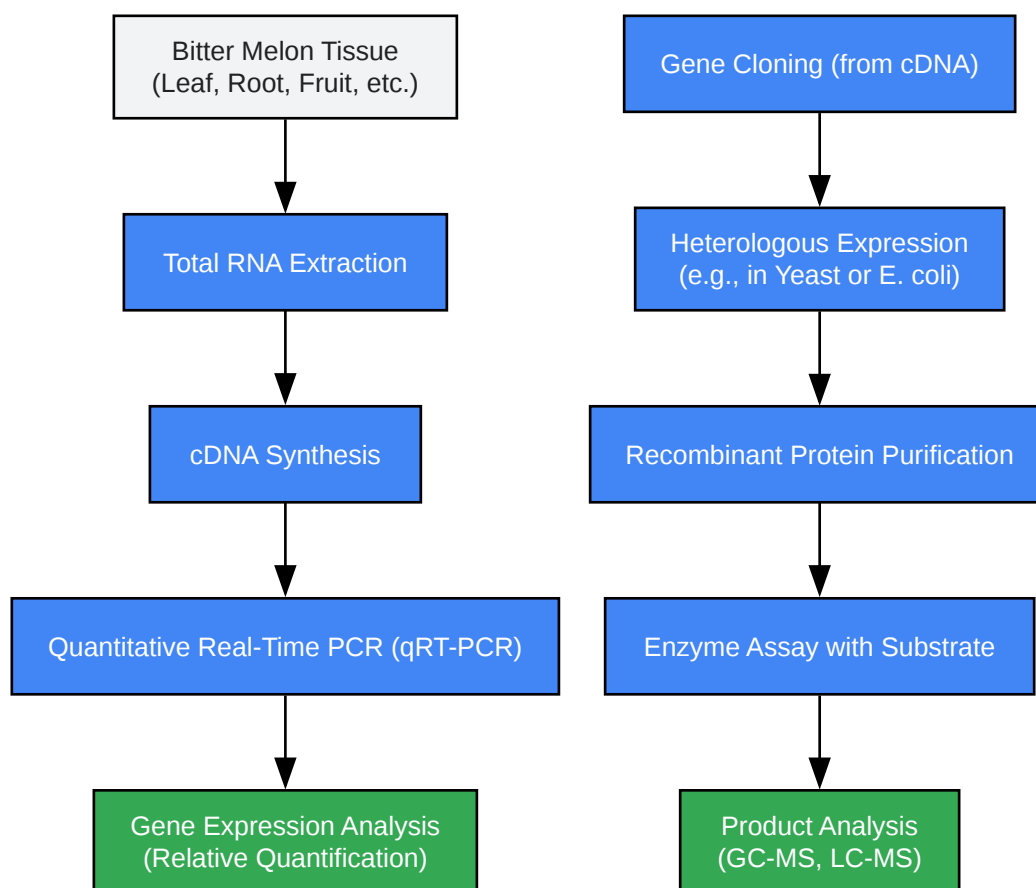 Bitter Melon Tissue
(Leaf, Root, Fruit, etc.)
Total RNA Extraction
cDNA Synthesis
Quantitative Real-Time PCR (qRT-PCR)
Gene Expression Analysis
(Relative Quantification)
Gene Cloning (from cDNA)
Heterologous Expression
(e.g., in Yeast or E. coli)
Recombinant Protein Purification
Enzyme Assay with Substrate
Product Analysis
(GC-MS, LC-MS)